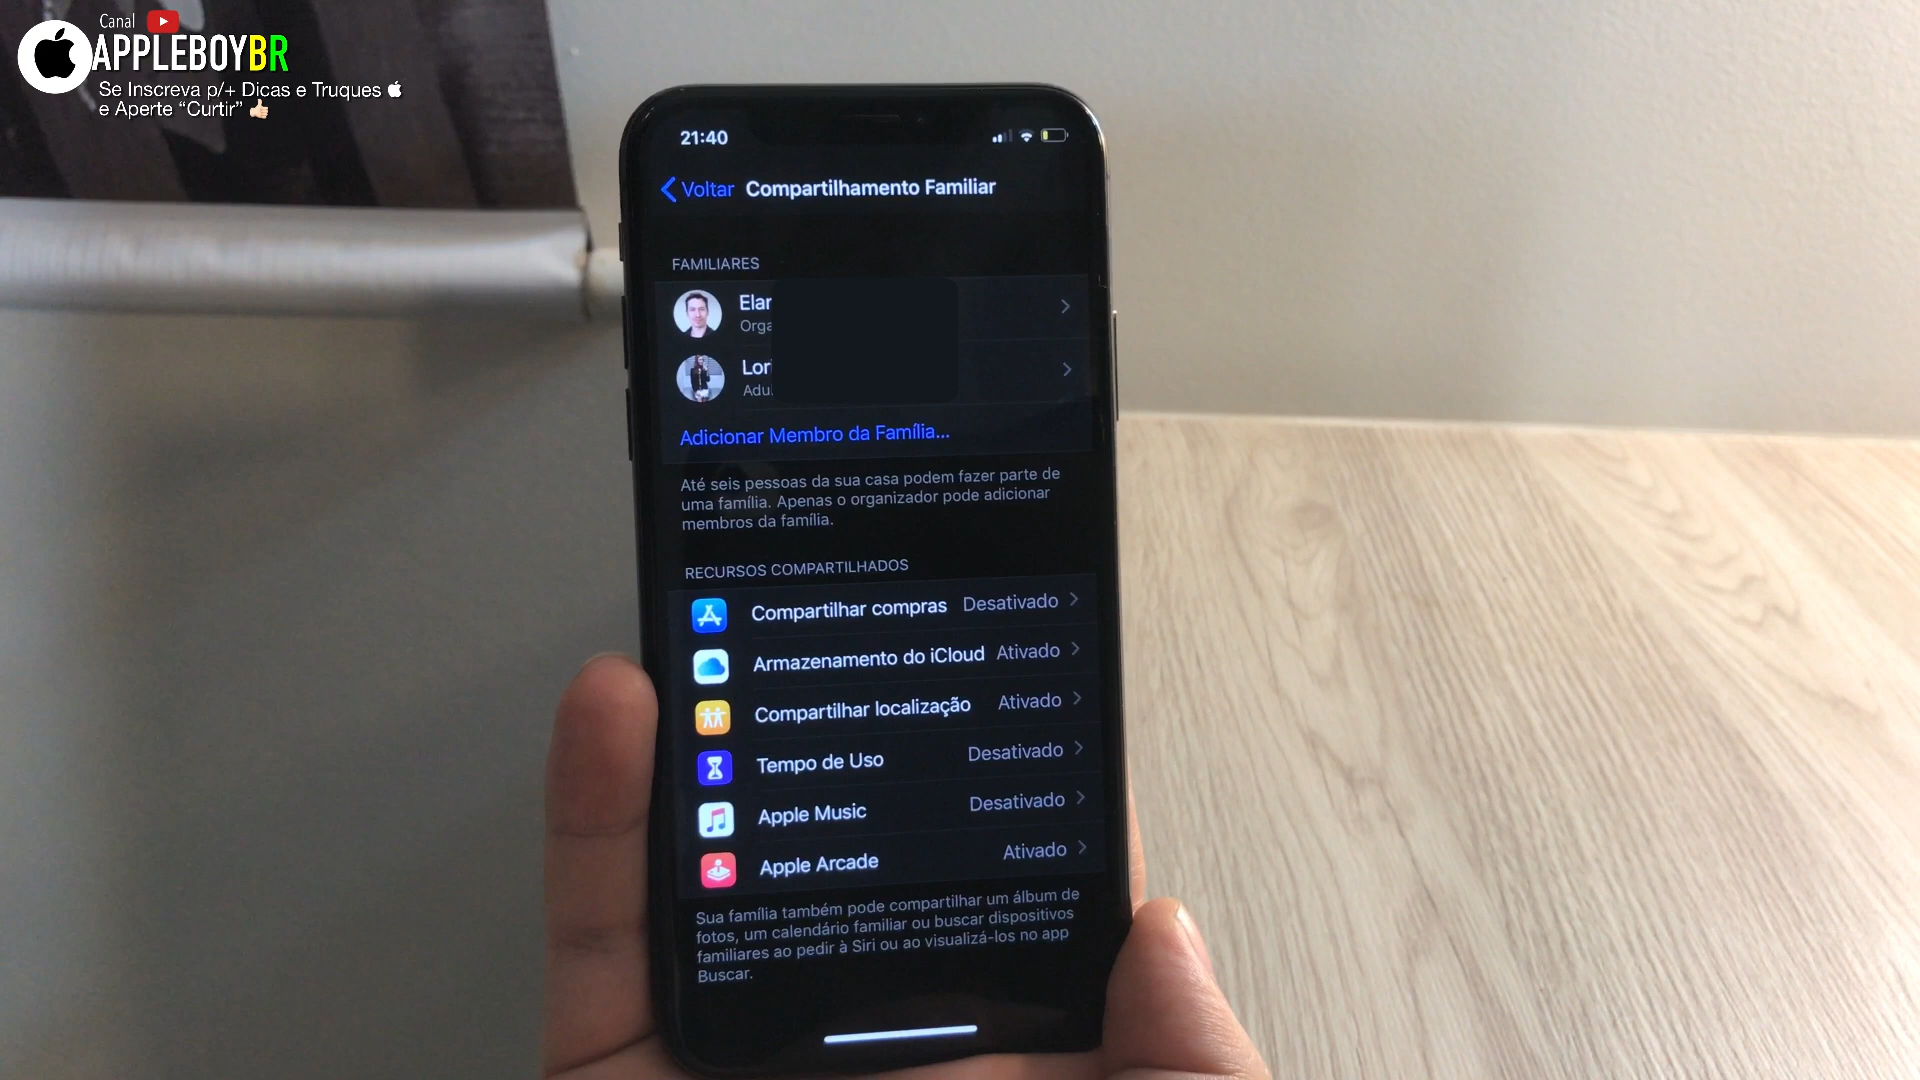 Canal
APPLEBOYBR
Se Inscreva p/+ Dicas e Truques
e Aperte “Curtir” 👍🏻
21:40
Voltar Compartilhamento Familiar
FAMILIARES
Elar
Orga
Lori
Adu
Adicionar Membro da Família...
Até seis pessoas da sua casa podem fazer parte de
uma família. Apenas o organizador pode adicionar
membros da família.
RECURSOS COMPARTILHADOS
Compartilhar compras Desativado
Armazenamento do iCloud Ativado
Compartilhar localização Ativado
Tempo de Uso Desativado
Apple Music Desativado
Apple Arcade Ativado
Sua família também pode compartilhar um álbum de
fotos, um calendário familiar ou buscar dispositivos
familiares ao pedir à Siri ou ao visualizá-los no app
Buscar.